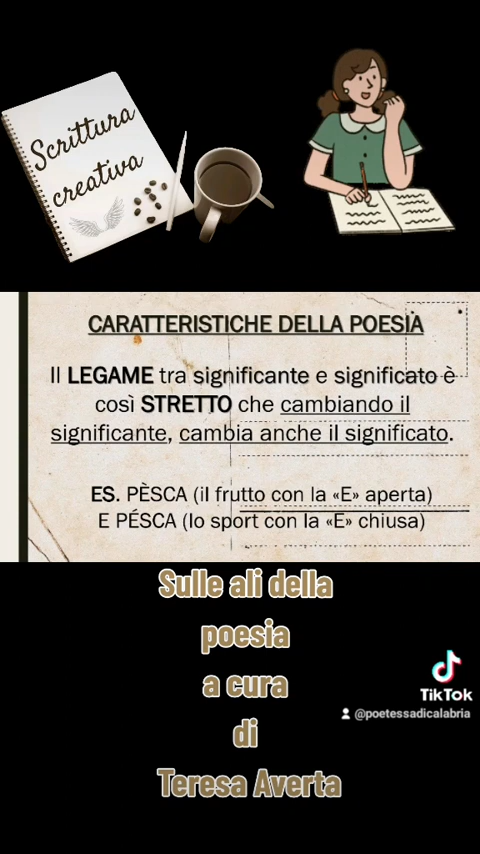 Scrittura
creativa
CARATTERISTICHE DELLA POESIA
Il LEGAME tra significante e significato è
così STRETTO che cambiando il
significante, cambia anche il significato.
ES. PÈSCA (il frutto con la «E» aperta)
E PÉSCA (lo sport con la «E» chiusa)
Sulle ali della
poesia
a cura
di
Teresa Averta
TikTok
@poetessadicalabria